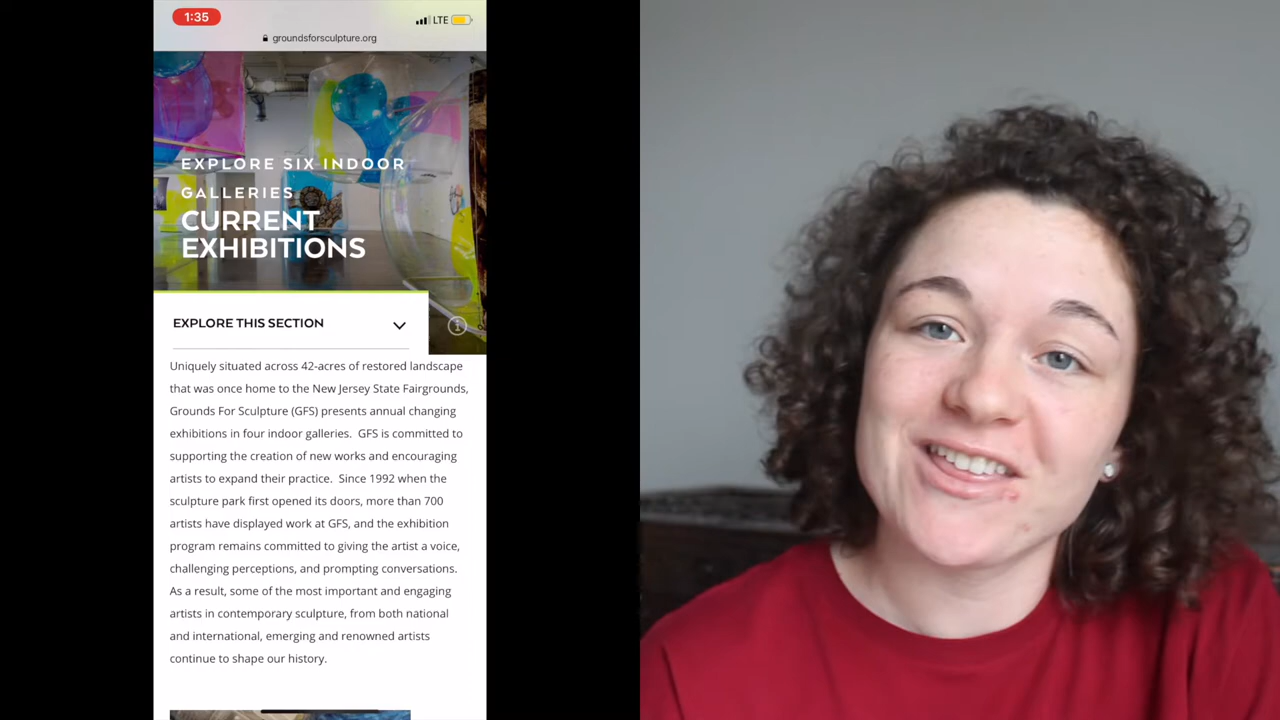 1:35
LTE
groundsforsculpture.org
EXPLORE SIX INDOOR
GALLERIES
CURRENT
EXHIBITIONS
EXPLORE THIS SECTION
Uniquely situated across 42-acres of restored landscape
that was once home to the New Jersey State Fairgrounds,
Grounds For Sculpture (GFS) presents annual changing
exhibitions in four indoor galleries.  GFS is committed to
supporting the creation of new works and encouraging
artists to expand their practice.  Since 1992 when the
sculpture park first opened its doors, more than 700
artists have displayed work at GFS, and the exhibition
program remains committed to giving the artist a voice,
challenging perceptions, and prompting conversations.
As a result, some of the most important and engaging
artists in contemporary sculpture, from both national
and international, emerging and renowned artists
continue to shape our history.